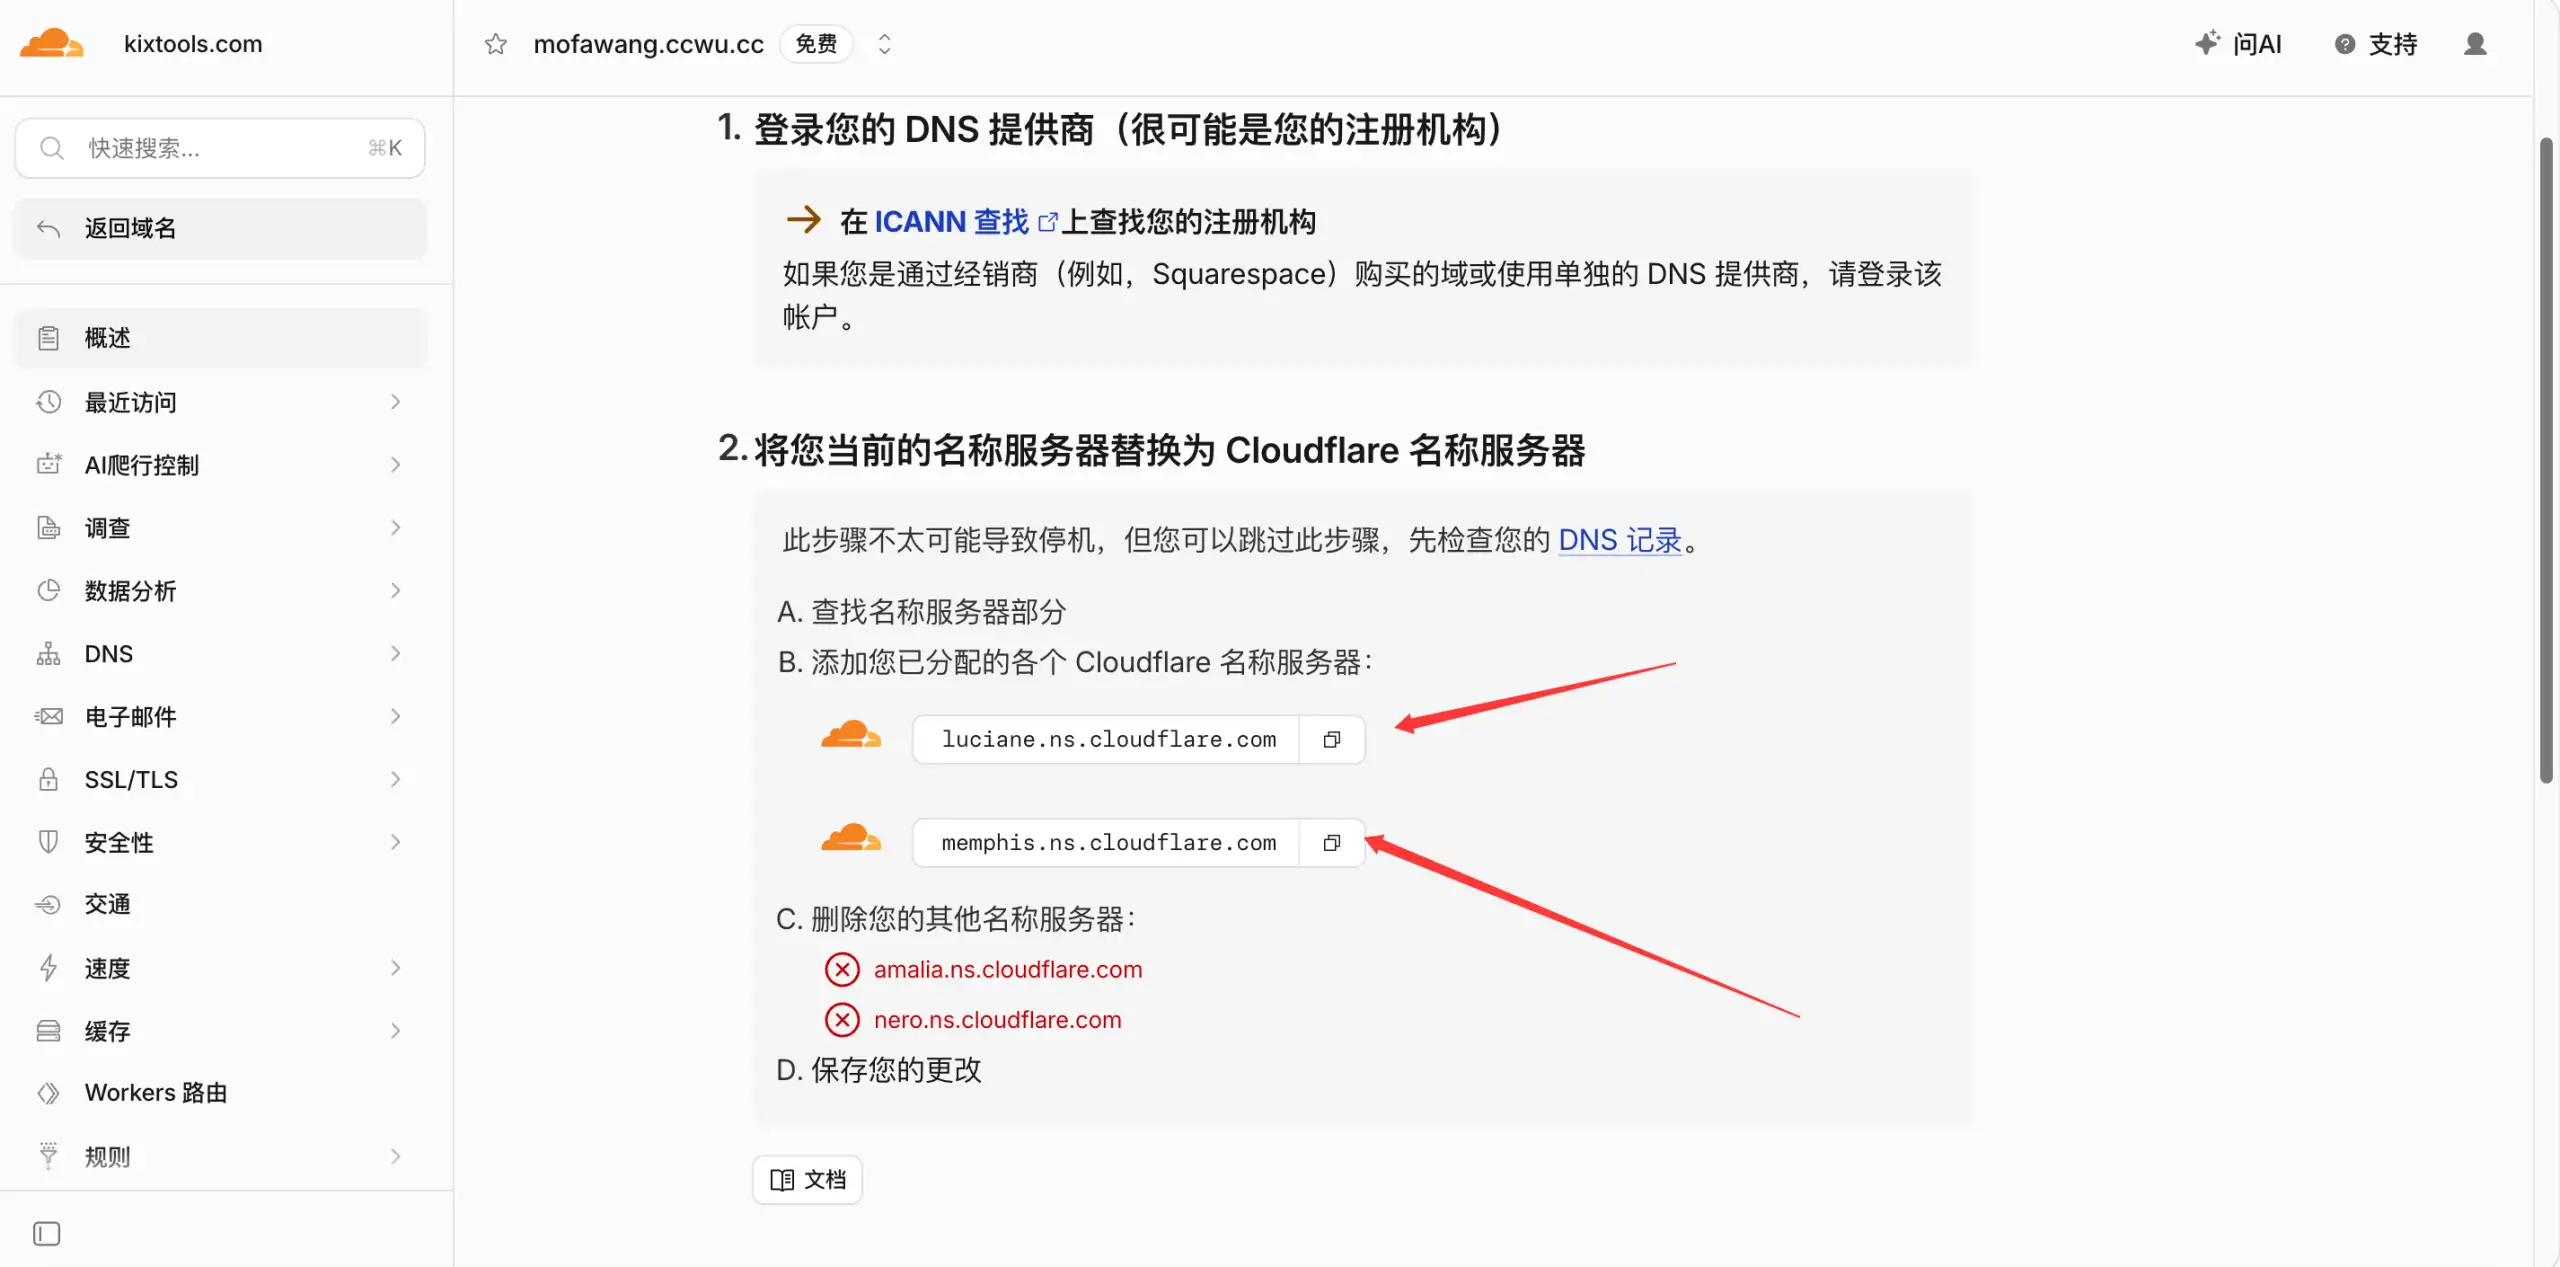 kixtools.com
mofawang.ccwu.cc 免费
问AI
支持
快速搜索... ⌘K
返回域名
概述
最近访问
AI爬行控制
调查
数据分析
DNS
电子邮件
SSL/TLS
安全性
交通
速度
缓存
Workers 路由
规则
1. 登录您的 DNS 提供商（很可能是您的注册机构）
在 ICANN 查找 上查找您的注册机构
如果您是通过经销商（例如，Squarespace）购买的域或使用单独的 DNS 提供商，请登录该
帐户。
2. 将您当前的名称服务器替换为 Cloudflare 名称服务器
此步骤不太可能导致停机，但您可以跳过此步骤，先检查您的 DNS 记录。
A. 查找名称服务器部分
B. 添加您已分配的各个 Cloudflare 名称服务器：
luciane.ns.cloudflare.com
memphis.ns.cloudflare.com
C. 删除您的其他名称服务器：
amalia.ns.cloudflare.com
nero.ns.cloudflare.com
D. 保存您的更改
文档